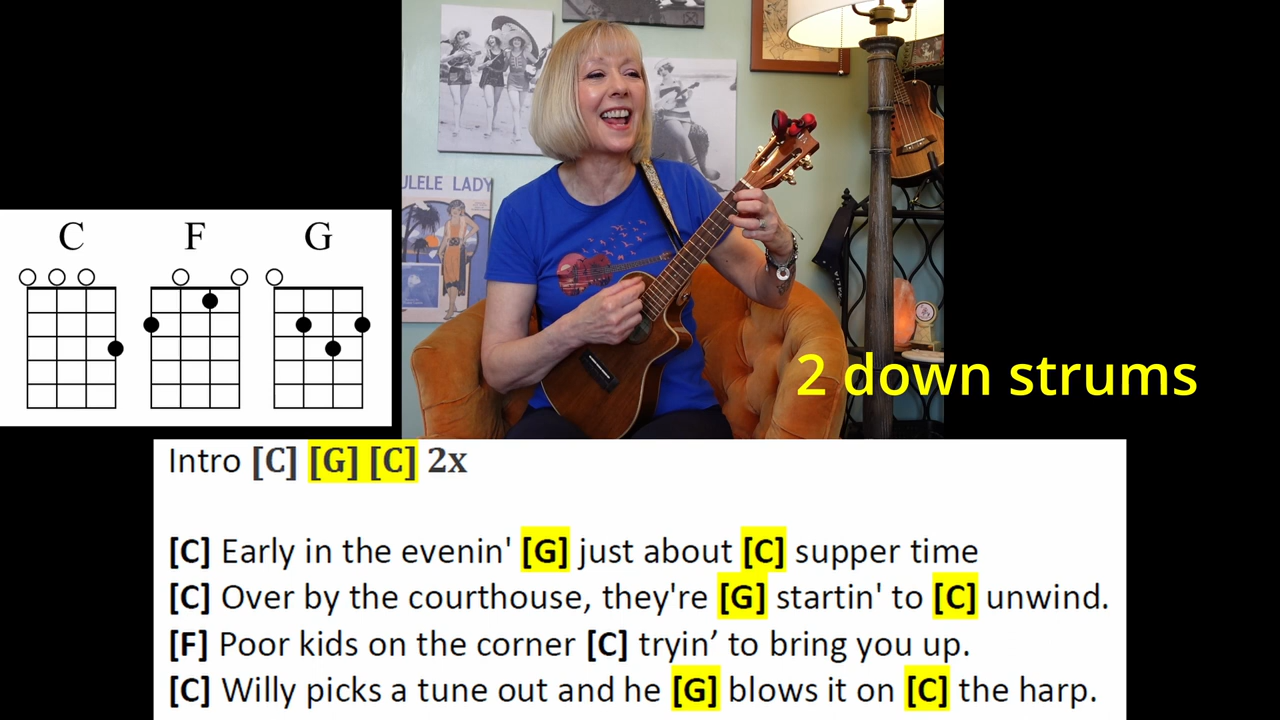 ULELE LADY
C F G
2 down strums
Intro [C] [G] [C] 2x
[C] Early in the evenin' [G] just about [C] supper time
[C] Over by the courthouse, they're [G] startin' to [C] unwind.
[F] Poor kids on the corner [C] tryin’ to bring you up.
[C] Willy picks a tune out and he [G] blows it on [C] the harp.